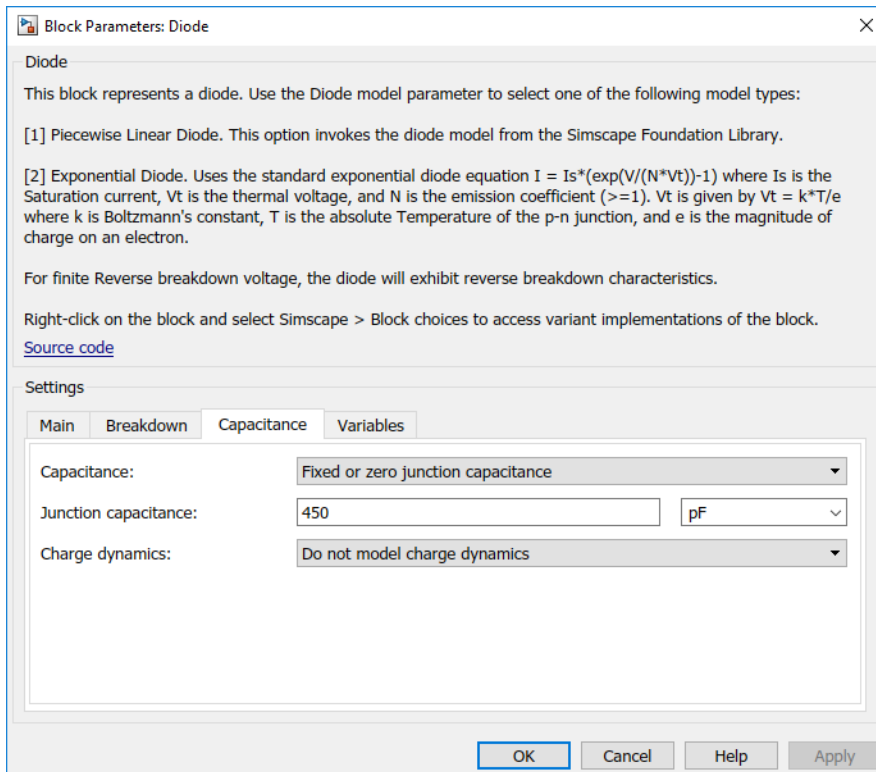 Block Parameters: Diode
Diode
This block represents a diode. Use the Diode model parameter to select one of the following model types:
[1] Piecewise Linear Diode. This option invokes the diode model from the Simscape Foundation Library.
[2] Exponential Diode. Uses the standard exponential diode equation I = Is*(exp(V/(N*Vt))-1) where Is is the
Saturation current, Vt is the thermal voltage, and N is the emission coefficient (>=1). Vt is given by Vt = k*T/e
where k is Boltzmann's constant, T is the absolute Temperature of the p-n junction, and e is the magnitude of
charge on an electron.
For finite Reverse breakdown voltage, the diode will exhibit reverse breakdown characteristics.
Right-click on the block and select Simscape > Block choices to access variant implementations of the block.
Source code
Settings
Main Breakdown Capacitance Variables
Capacitance: Fixed or zero junction capacitance
Junction capacitance: 450 pF
Charge dynamics: Do not model charge dynamics
OK Cancel Help Apply